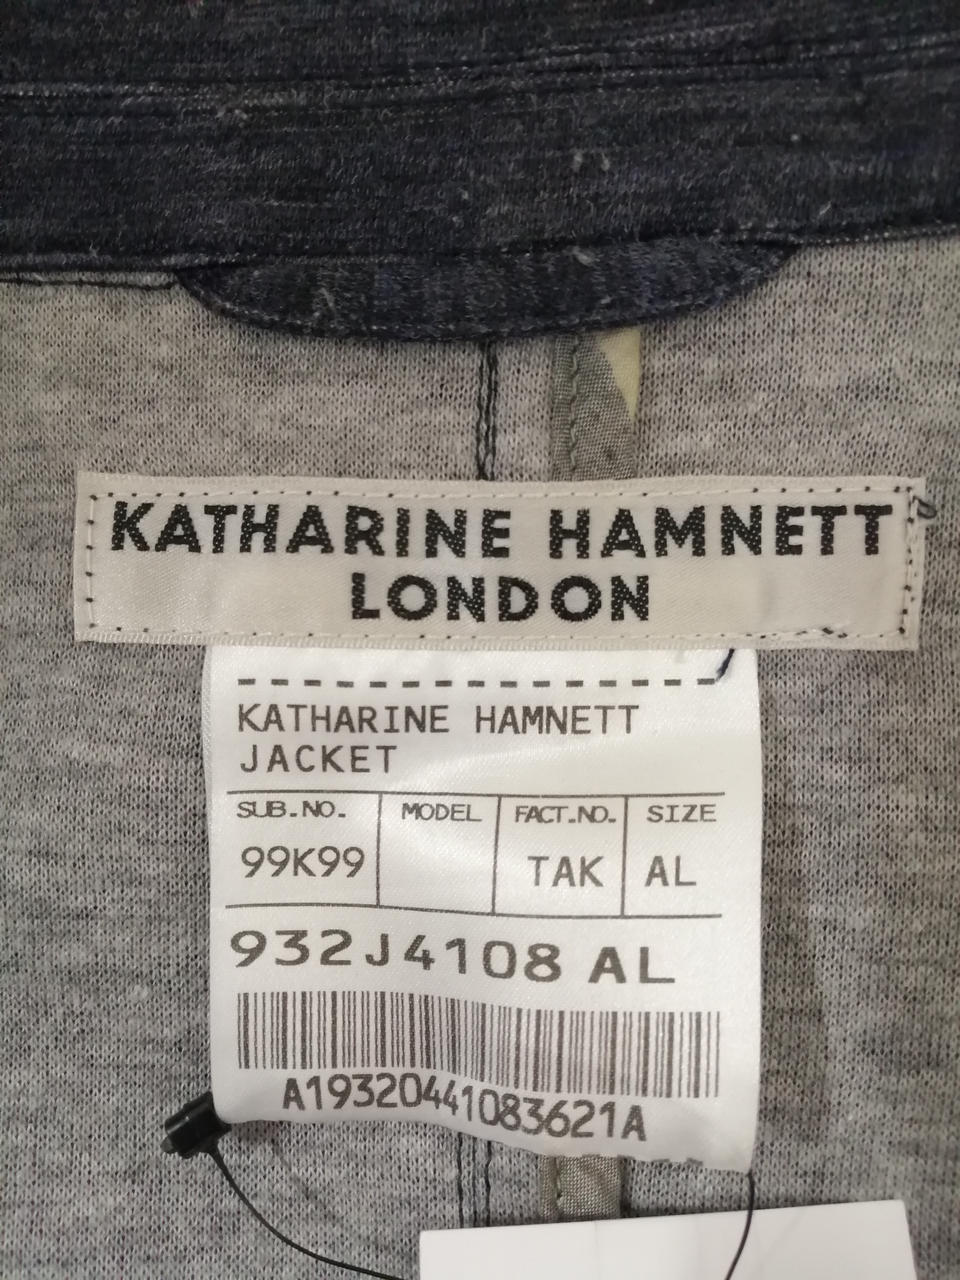 KATHARINE HAMNETT
LONDON
KATHARINE HAMNETT
JACKET
SUB.NO. MODEL FACT.NO. SIZE
99K99 TAK AL
932J4108 AL
A19320441083621A